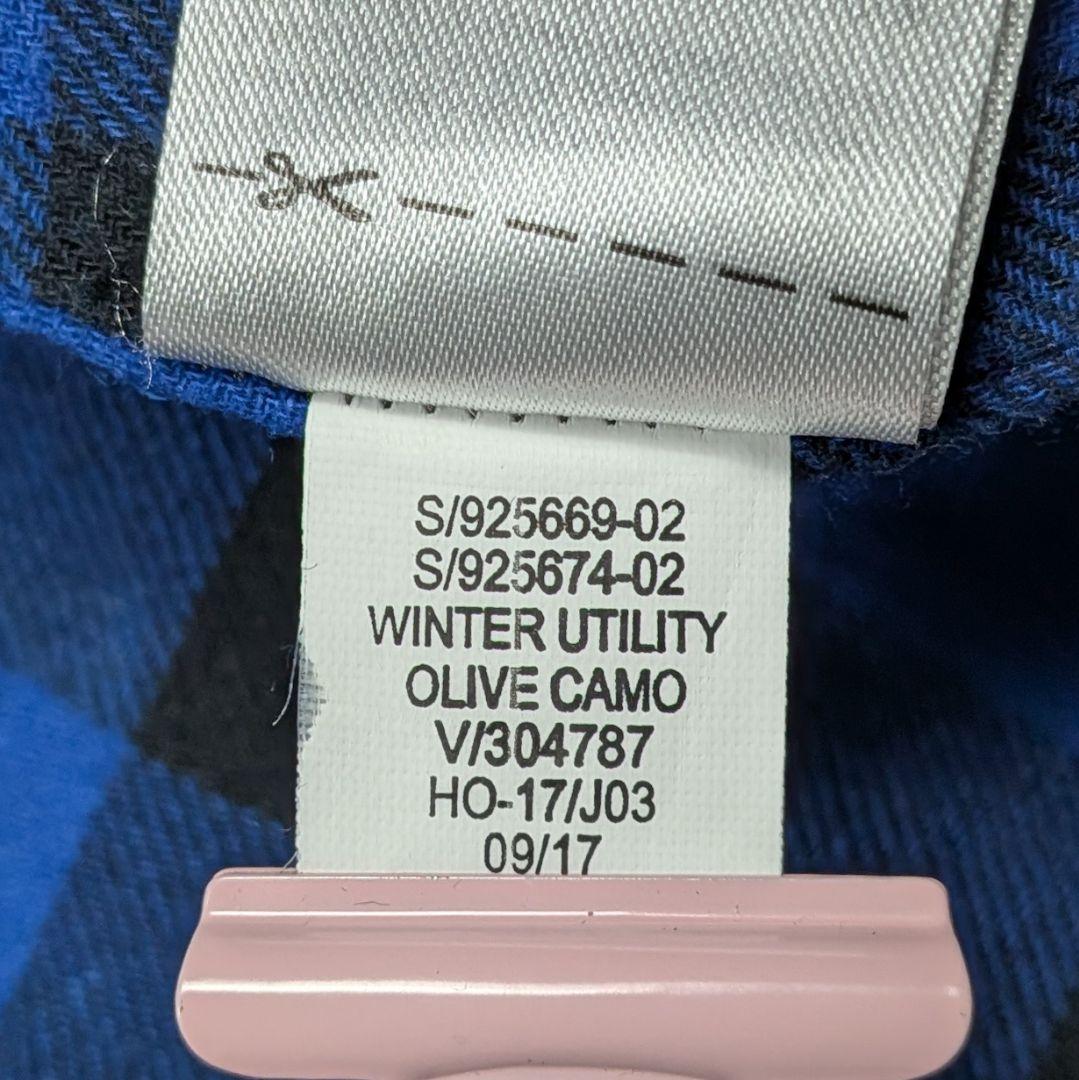 S/925669-02
S/925674-02
WINTER UTILITY
OLIVE CAMO
V/304787
HO-17/J03
09/17